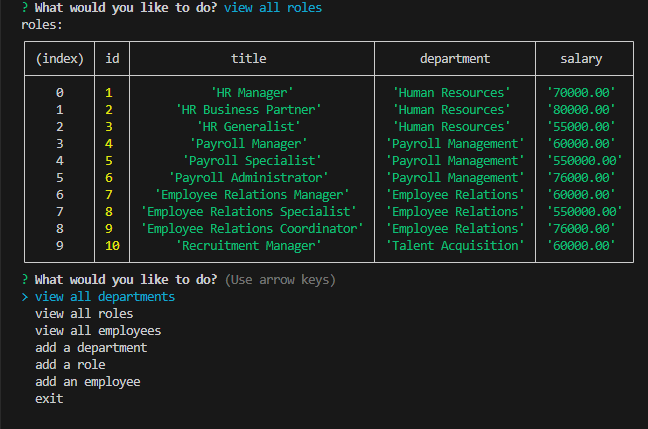 ? What would you like to do? view all roles
roles:
(index) id title department salary
0 1 'HR Manager' 'Human Resources' '70000.00'
1 2 'HR Business Partner' 'Human Resources' '80000.00'
2 3 'HR Generalist' 'Human Resources' '55000.00'
3 4 'Payroll Manager' 'Payroll Management' '60000.00'
4 5 'Payroll Specialist' 'Payroll Management' '550000.00'
5 6 'Payroll Administrator' 'Payroll Management' '76000.00'
6 7 'Employee Relations Manager' 'Employee Relations' '60000.00'
7 8 'Employee Relations Specialist' 'Employee Relations' '550000.00'
8 9 'Employee Relations Coordinator' 'Employee Relations' '76000.00'
9 10 'Recruitment Manager' 'Talent Acquisition' '60000.00'
? What would you like to do? (Use arrow keys)
> view all departments
view all roles
view all employees
add a department
add a role
add an employee
exit